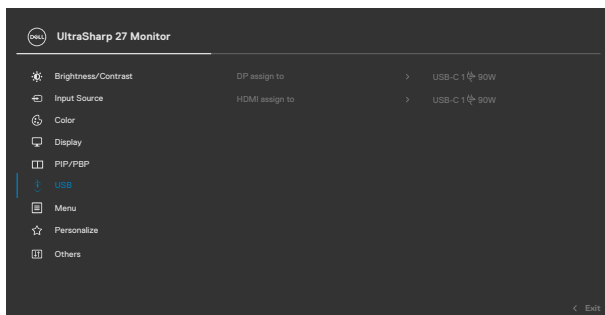 DELL UltraSharp 27 Monitor
Brightness/Contrast DP assign to > USB-C 1 90W
Input Source HDMI assign to > USB-C 1 90W
Color
Display
PIP/PBP
USB
Menu
Personalize
Others
< Exit